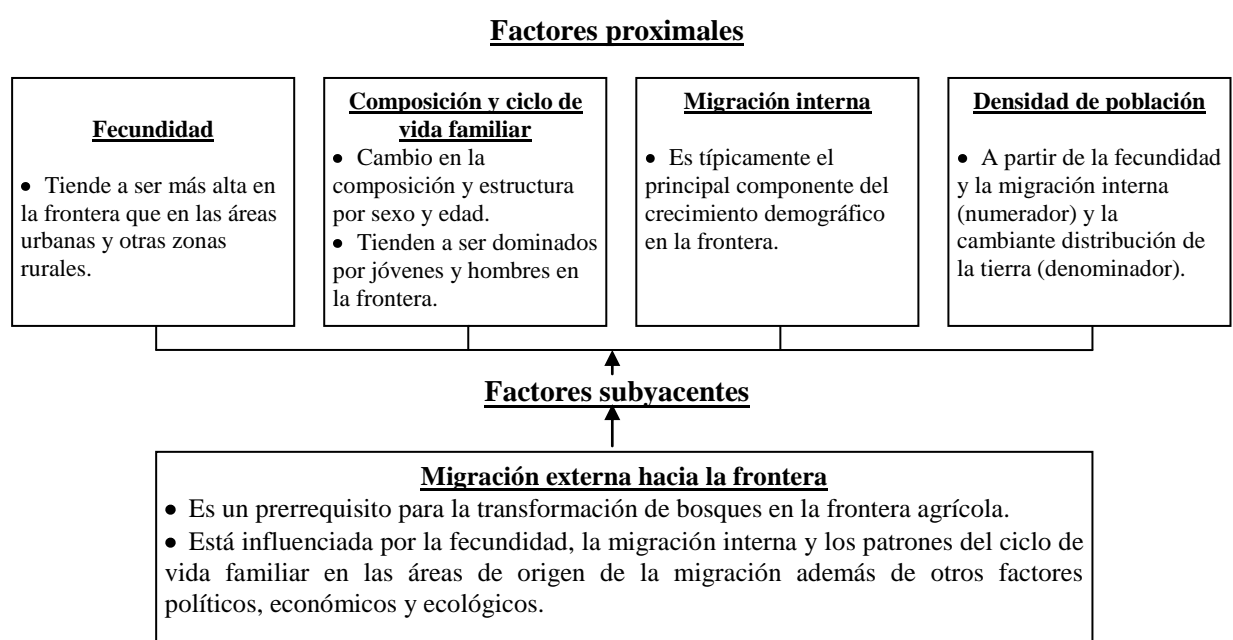 Factores proximales
Fecundidad
• Tiende a ser más alta en
la frontera que en las áreas
urbanas y otras zonas
rurales.
Composición y ciclo de
vida familiar
• Cambio en la
composición y estructura
por sexo y edad.
• Tienden a ser dominados
por jóvenes y hombres en
la frontera.
Migración interna
• Es típicamente el
principal componente del
crecimiento demográfico
en la frontera.
Densidad de población
• A partir de la fecundidad
y la migración interna
(numerador) y la
cambiante distribución de
la tierra (denominador).
Factores subyacentes
Migración externa hacia la frontera
• Es un prerrequisito para la transformación de bosques en la frontera agrícola.
• Está influenciada por la fecundidad, la migración interna y los patrones del ciclo de
vida familiar en las áreas de origen de la migración además de otros factores
políticos, económicos y ecológicos.